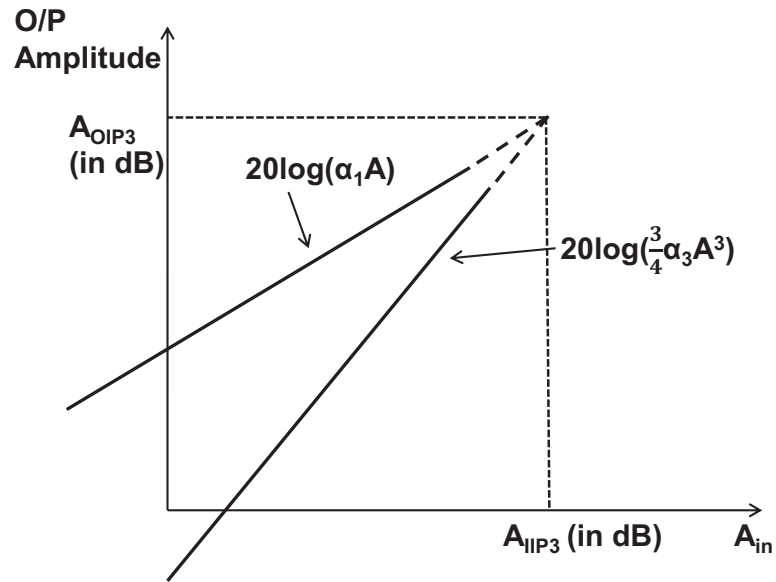 O/P
Amplitude
A_OIP3
(in dB)
20log(α₁A)
20log(¾α₃A³)
A_IIP3 (in dB)
A_in